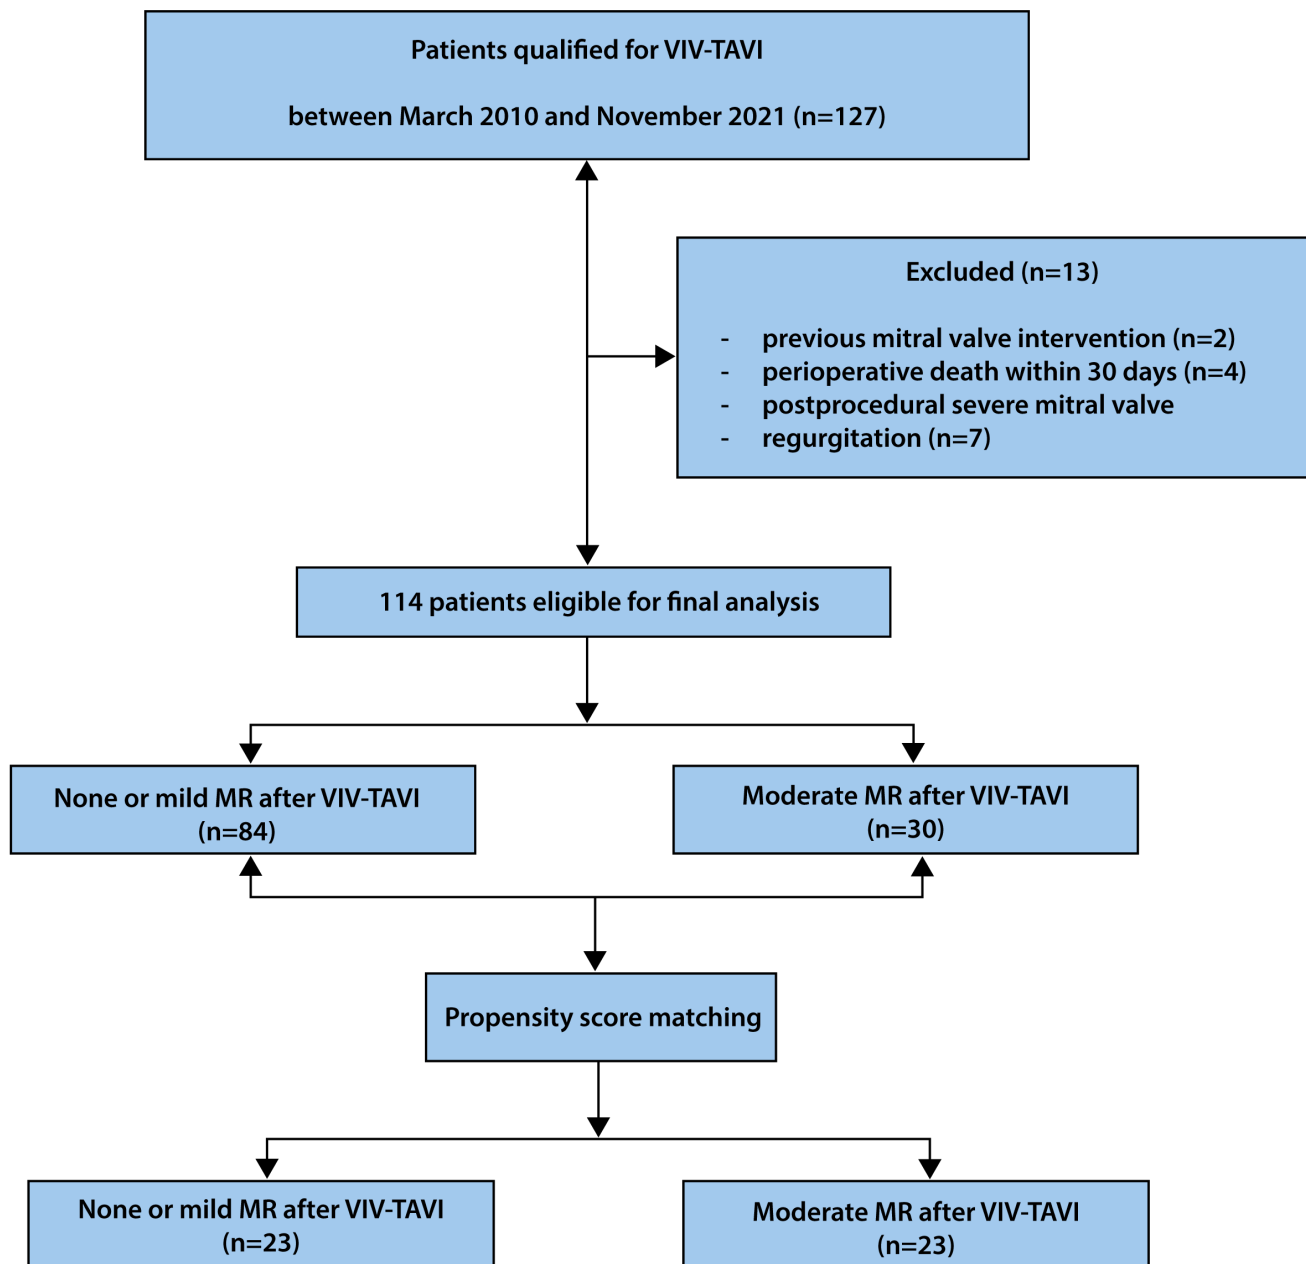 Patients qualified for VIV-TAVI
between March 2010 and November 2021 (n=127)
Excluded (n=13)
- previous mitral valve intervention (n=2)
- perioperative death within 30 days (n=4)
- postprocedural severe mitral valve
- regurgitation (n=7)
114 patients eligible for final analysis
None or mild MR after VIV-TAVI
(n=84)
Moderate MR after VIV-TAVI
(n=30)
Propensity score matching
None or mild MR after VIV-TAVI
(n=23)
Moderate MR after VIV-TAVI
(n=23)